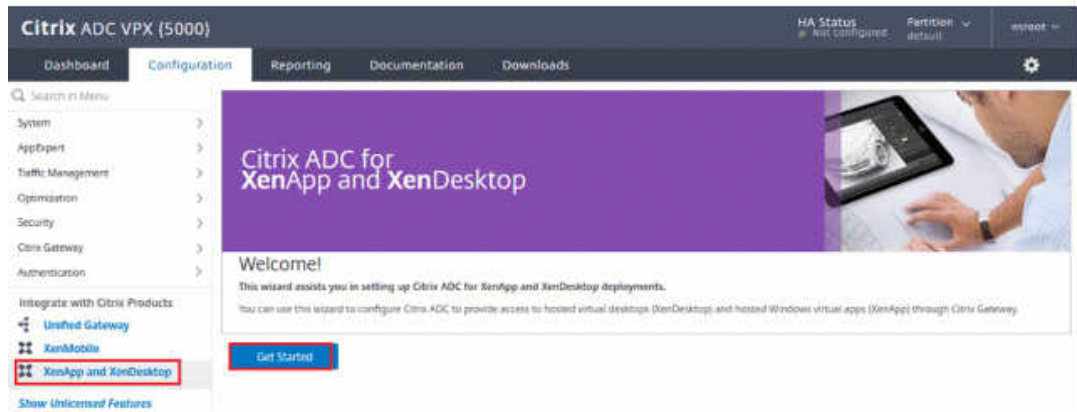 Citrix ADC VPX (5000)
HA Status
Not configured
Partition
default
nsroot
Dashboard
Configuration
Reporting
Documentation
Downloads
Search in Menu
System
AppExpert
Traffic Management
Optimization
Security
Citrix Gateway
Authentication
Integrate with Citrix Products
Unified Gateway
XenMobile
XenApp and XenDesktop
Show Unlicensed Features
Citrix ADC for
XenApp and XenDesktop
Welcome!
This wizard assists you in setting up Citrix ADC for XenApp and XenDesktop deployments.
You can use this wizard to configure Citrix ADC to provide access to hosted virtual desktops (XenDesktop) and hosted Windows virtual apps (XenApp) through Citrix Gateway.
Get Started